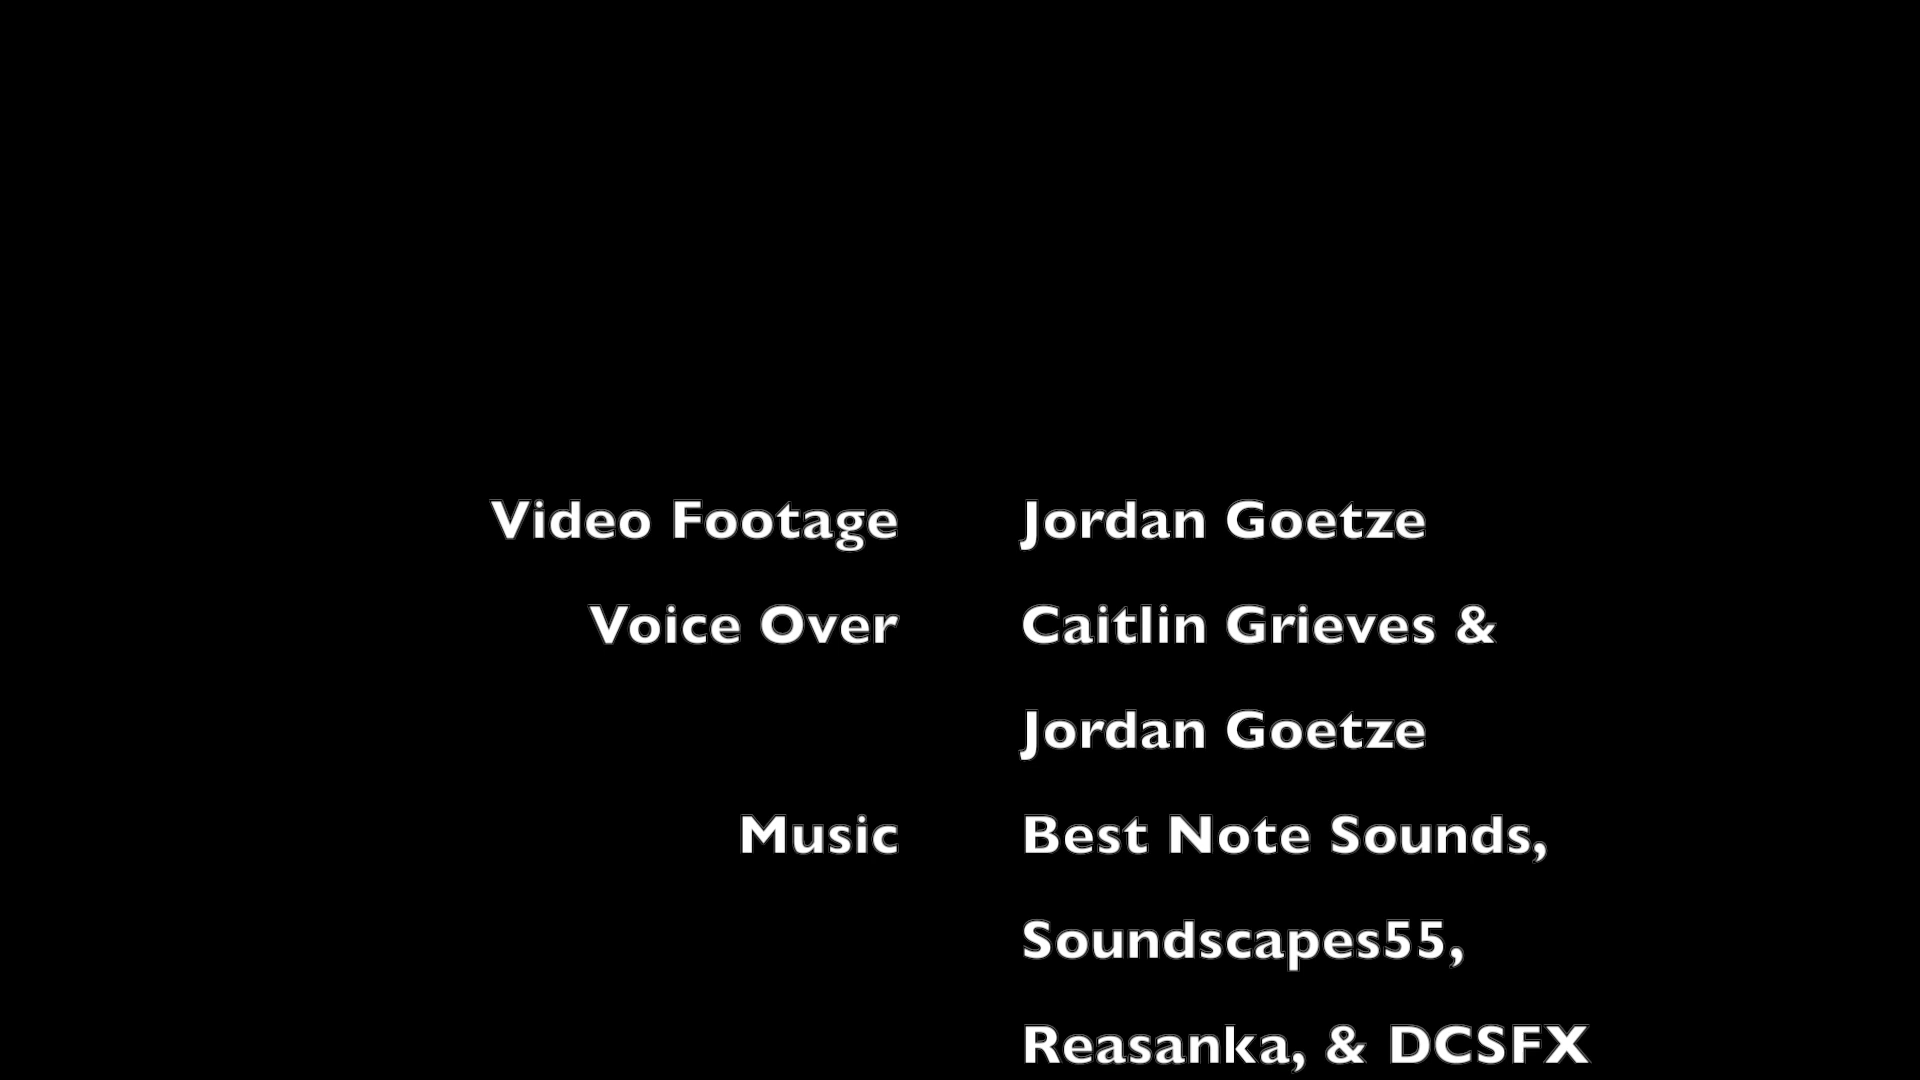 Video Footage Jordan Goetze
Voice Over Caitlin Grieves &
Jordan Goetze
Music Best Note Sounds,
Soundscapes55,
Reasanka, & DCSFX